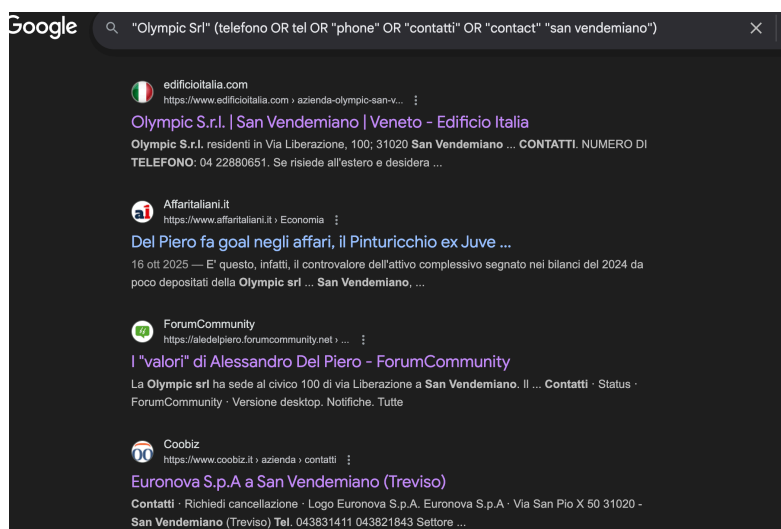 Google
"Olympic Srl" (telefono OR tel OR "phone" OR "contatti" OR "contact" "san vendemiano")
edificioitalia.com
https://www.edificioitalia.com › azienda-olympic-san-v...
Olympic S.r.l. | San Vendemiano | Veneto - Edificio Italia
Olympic S.r.l. residenti in Via Liberazione, 100; 31020 San Vendemiano ... CONTATTI. NUMERO DI
TELEFONO: 04 22880651. Se risiede all'estero e desidera ...
Affaritaliani.it
https://www.affaritaliani.it › Economia
Del Piero fa goal negli affari, il Pinturicchio ex Juve ...
16 ott 2025 — E' questo, infatti, il controvalore dell'attivo complessivo segnato nei bilanci del 2024 da
poco depositati della Olympic srl ... San Vendemiano, ...
ForumCommunity
https://aledelpiero.forumcommunity.net › ...
I "valori" di Alessandro Del Piero - ForumCommunity
La Olympic srl ha sede al civico 100 di via Liberazione a San Vendemiano. Il ... Contatti · Status ·
ForumCommunity · Versione desktop. Notifiche. Tutte
Coobiz
https://www.coobiz.it › azienda › contatti
Euronova S.p.A a San Vendemiano (Treviso)
Contatti · Richiedi cancellazione · Logo Euronova S.p.A. Euronova S.p.A · Via San Pio X 50 31020 -
San Vendemiano (Treviso) Tel. 043831411 043821843 Settore ...